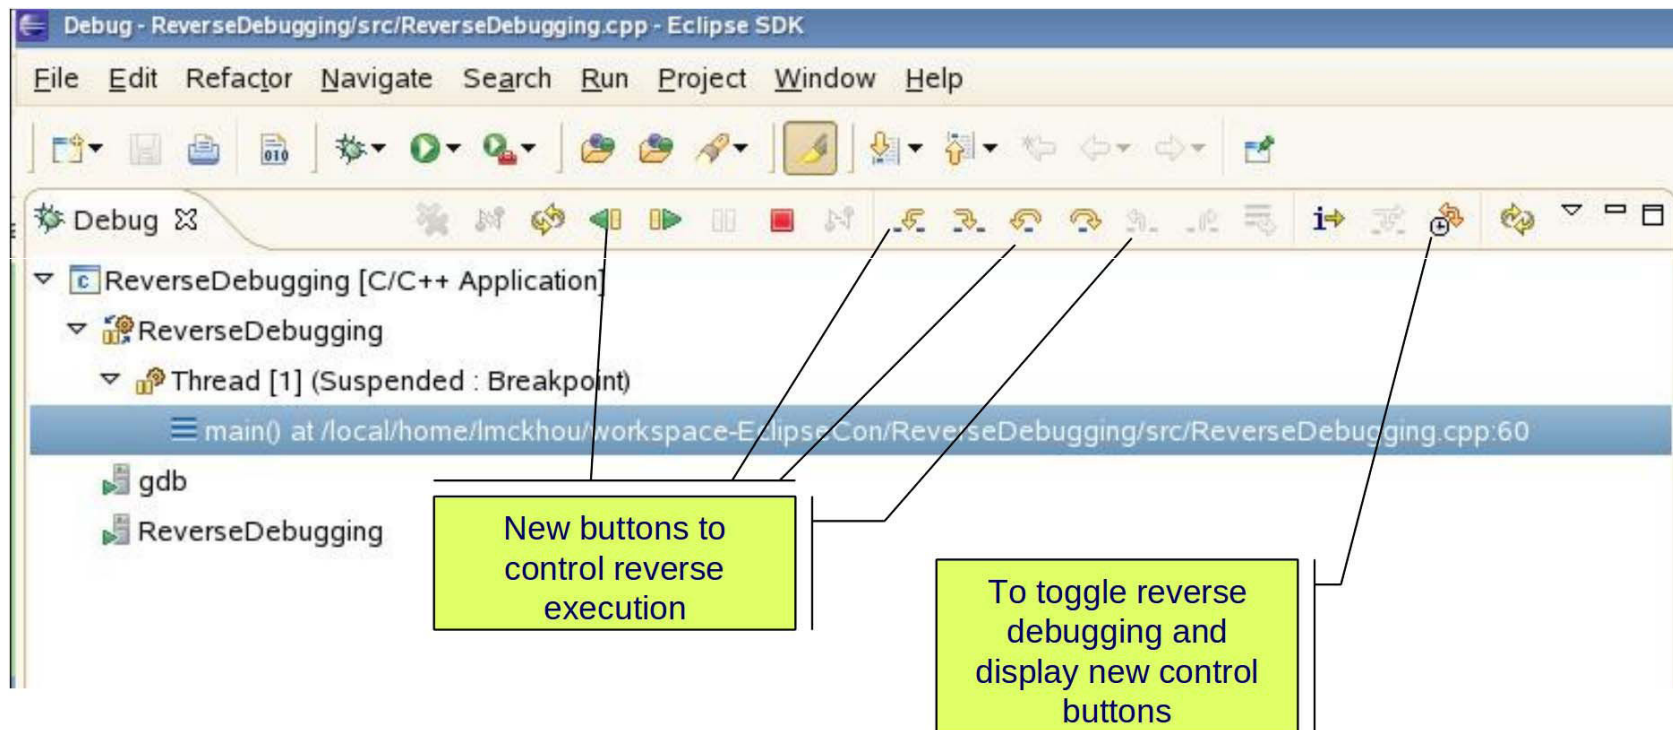 Debug - ReverseDebugging/src/ReverseDebugging.cpp - Eclipse SDK
File Edit Refactor Navigate Search Run Project Window Help
010
Debug
i
ReverseDebugging [C/C++ Application]
c
ReverseDebugging
Thread [1] (Suspended : Breakpoint)
main() at /local/home/lmckhou/workspace-EclipseCon/ReverseDebugging/src/ReverseDebugging.cpp:60
gdb
ReverseDebugging
New buttons to
control reverse
execution
To toggle reverse
debugging and
display new control
buttons